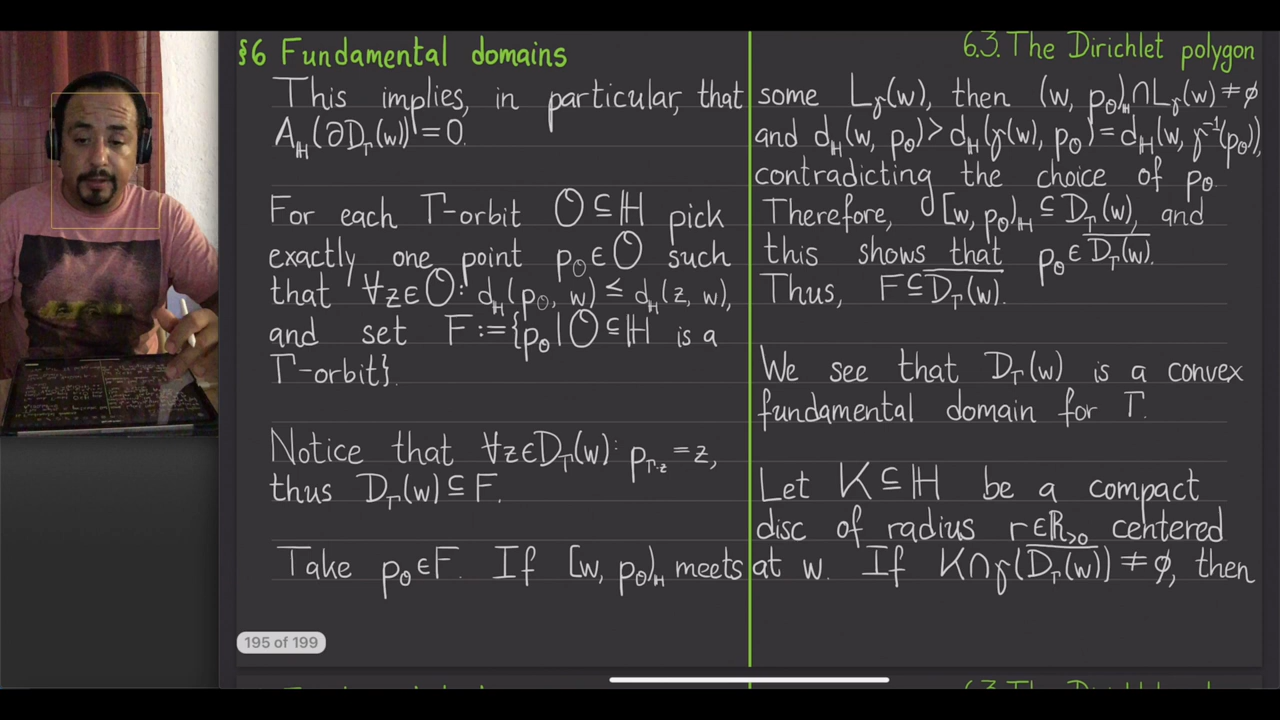 §6 Fundamental domains
This implies, in particular, that
A_ℍ(∂D_Γ(w)) = 0.
For each Γ-orbit 𝒪 ⊆ ℍ pick
exactly one point p_𝒪 ∈ 𝒪 such
that ∀z∈𝒪: d_ℍ(p_𝒪, w) ≤ d_ℍ(z, w),
and set F := {p_𝒪 | 𝒪 ⊆ ℍ is a
Γ-orbit}.
Notice that ∀z∈D_Γ(w): p_{Γ·z} = z,
thus D_Γ(w) ⊆ F.
Take p_𝒪 ∈ F. If [w, p_𝒪)_ℍ meets
195 of 199
6.3. The Dirichlet polygon
some L_γ(w), then (w, p_𝒪)_ℍ ∩ L_γ(w) ≠ ∅
and d_ℍ(w, p_𝒪) > d_ℍ(γ(w), p_𝒪) = d_ℍ(w, γ⁻¹(p_𝒪)),
contradicting the choice of p_𝒪.
Therefore, [w, p_𝒪)_ℍ ⊆ D_Γ(w), and
this shows that p_𝒪 ∈ \overline{D_Γ(w)}.
Thus, F ⊆ \overline{D_Γ(w)}.
We see that D_Γ(w) is a convex
fundamental domain for Γ.
Let K ⊆ ℍ be a compact
disc of radius r ∈ ℝ_{>0} centered
at w. If K ∩ γ(\overline{D_Γ(w)}) ≠ ∅, then
6.3. The Dirichlet polygon